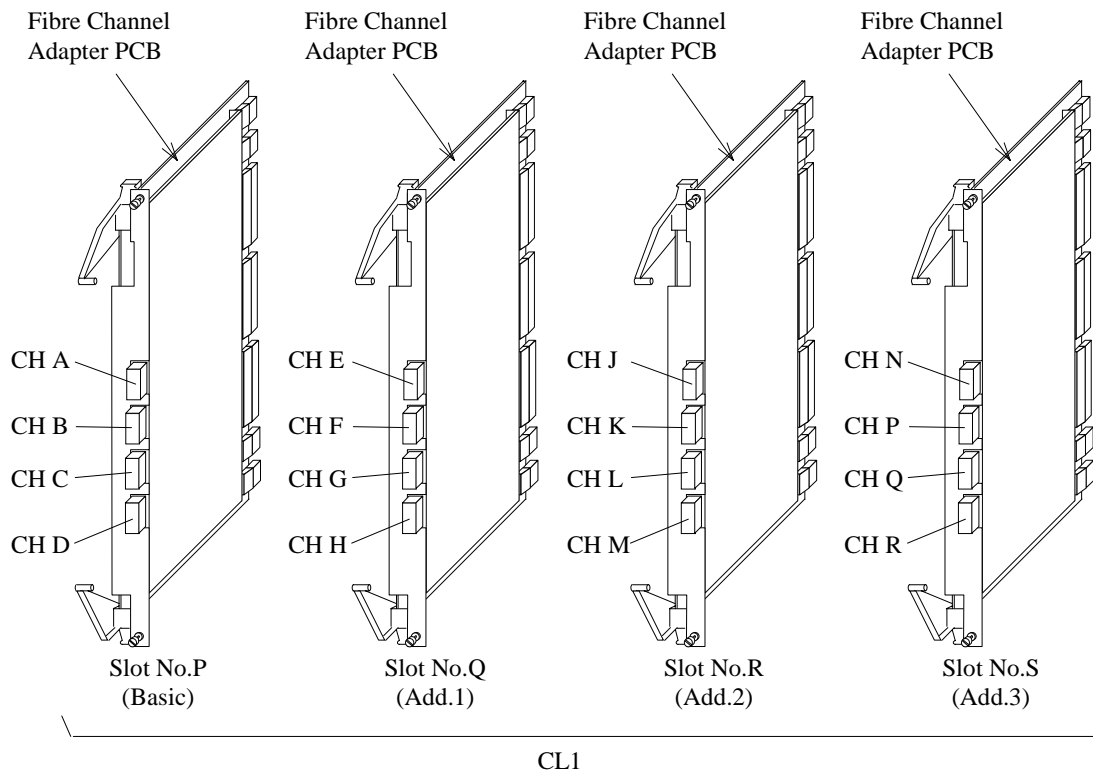 Fibre Channel
Adapter PCB
Fibre Channel
Adapter PCB
Fibre Channel
Adapter PCB
Fibre Channel
Adapter PCB
CH A
CH B
CH C
CH D
CH E
CH F
CH G
CH H
CH J
CH K
CH L
CH M
CH N
CH P
CH Q
CH R
Slot No.P
(Basic)
Slot No.Q
(Add.1)
Slot No.R
(Add.2)
Slot No.S
(Add.3)
CL1